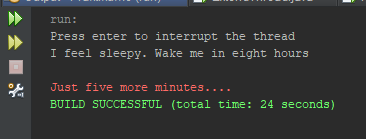 run:
Press enter to interrupt the thread
I feel sleepy. Wake me in eight hours
Just five more minutes....
BUILD SUCCESSFUL (total time: 24 seconds)